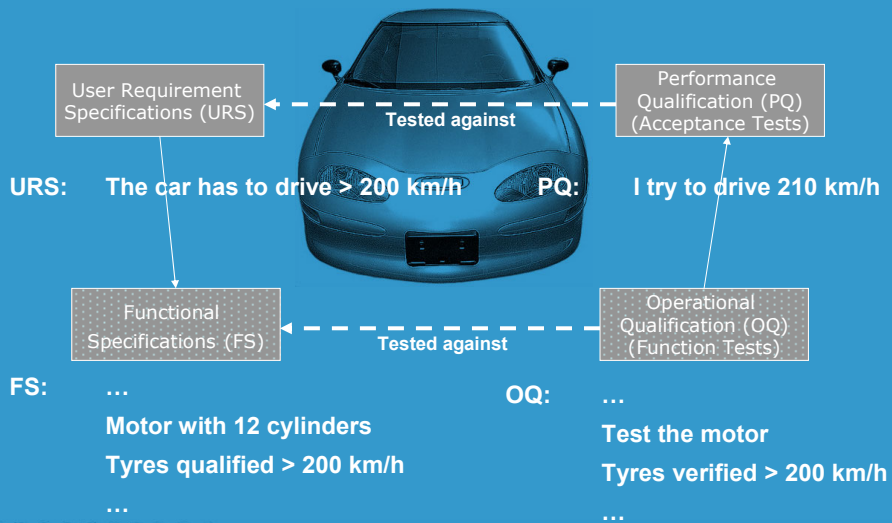 User Requirement
Specifications (URS)
Performance
Qualification (PQ)
(Acceptance Tests)
Tested against
URS: The car has to drive > 200 km/h
PQ: I try to drive 210 km/h
Functional
Specifications (FS)
Operational
Qualification (OQ)
(Function Tests)
Tested against
FS: …
Motor with 12 cylinders
Tyres qualified > 200 km/h
…
OQ: …
Test the motor
Tyres verified > 200 km/h
…